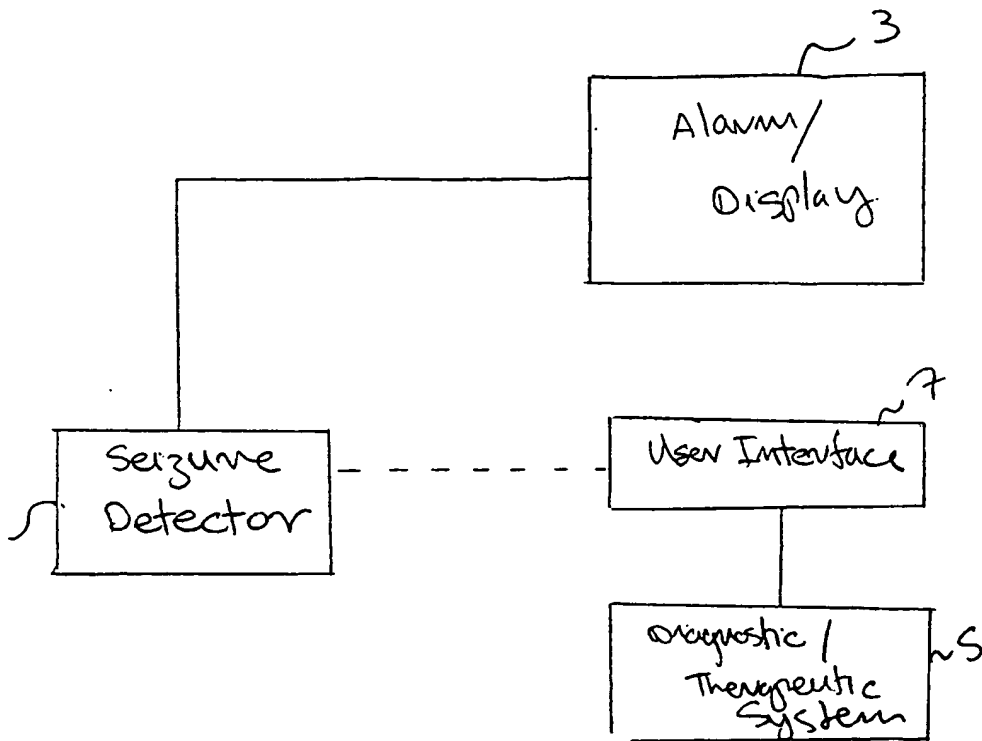 3
Alarm/
Display
7
Seizure
Detector
User Interface
Diagnostic/
Therapeutic
System
5